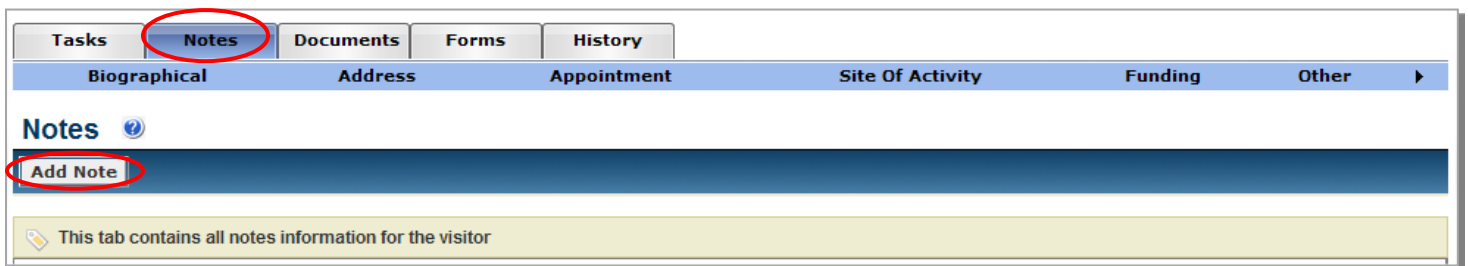 Tasks Notes Documents Forms History
Biographical Address Appointment Site Of Activity Funding Other
Notes ?
Add Note
This tab contains all notes information for the visitor